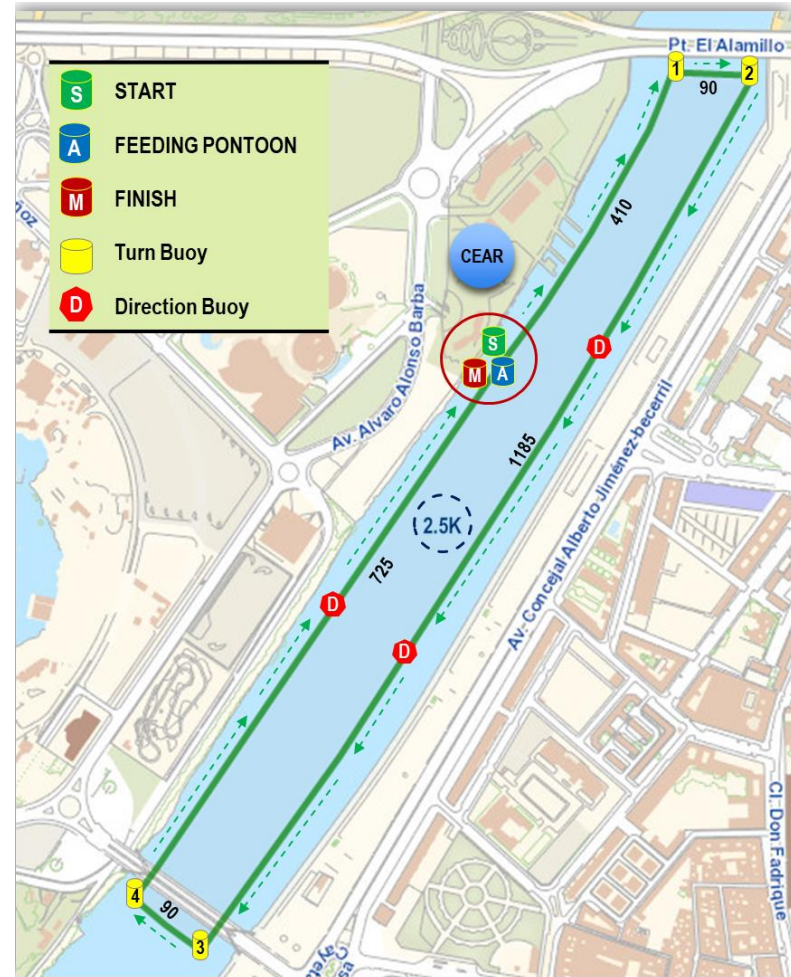 Pt. El Alamillo
S START
A FEEDING PONTOON
M FINISH
Turn Buoy
D Direction Buoy
1
2
90
410
CEAR
S
M
A
D
Av. Alvaro Alonso Barba
1185
Av. Concejal Alberto Jiménez-becerril
2.5K
725
D
D
Cl. Don Fadrique
4
90
3